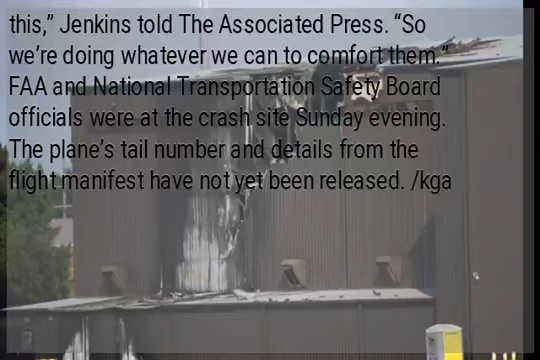 this,” Jenkins told The Associated Press. “So
we’re doing whatever we can to comfort them.”
FAA and National Transportation Safety Board
officials were at the crash site Sunday evening.
The plane’s tail number and details from the
flight manifest have not yet been released. /kga